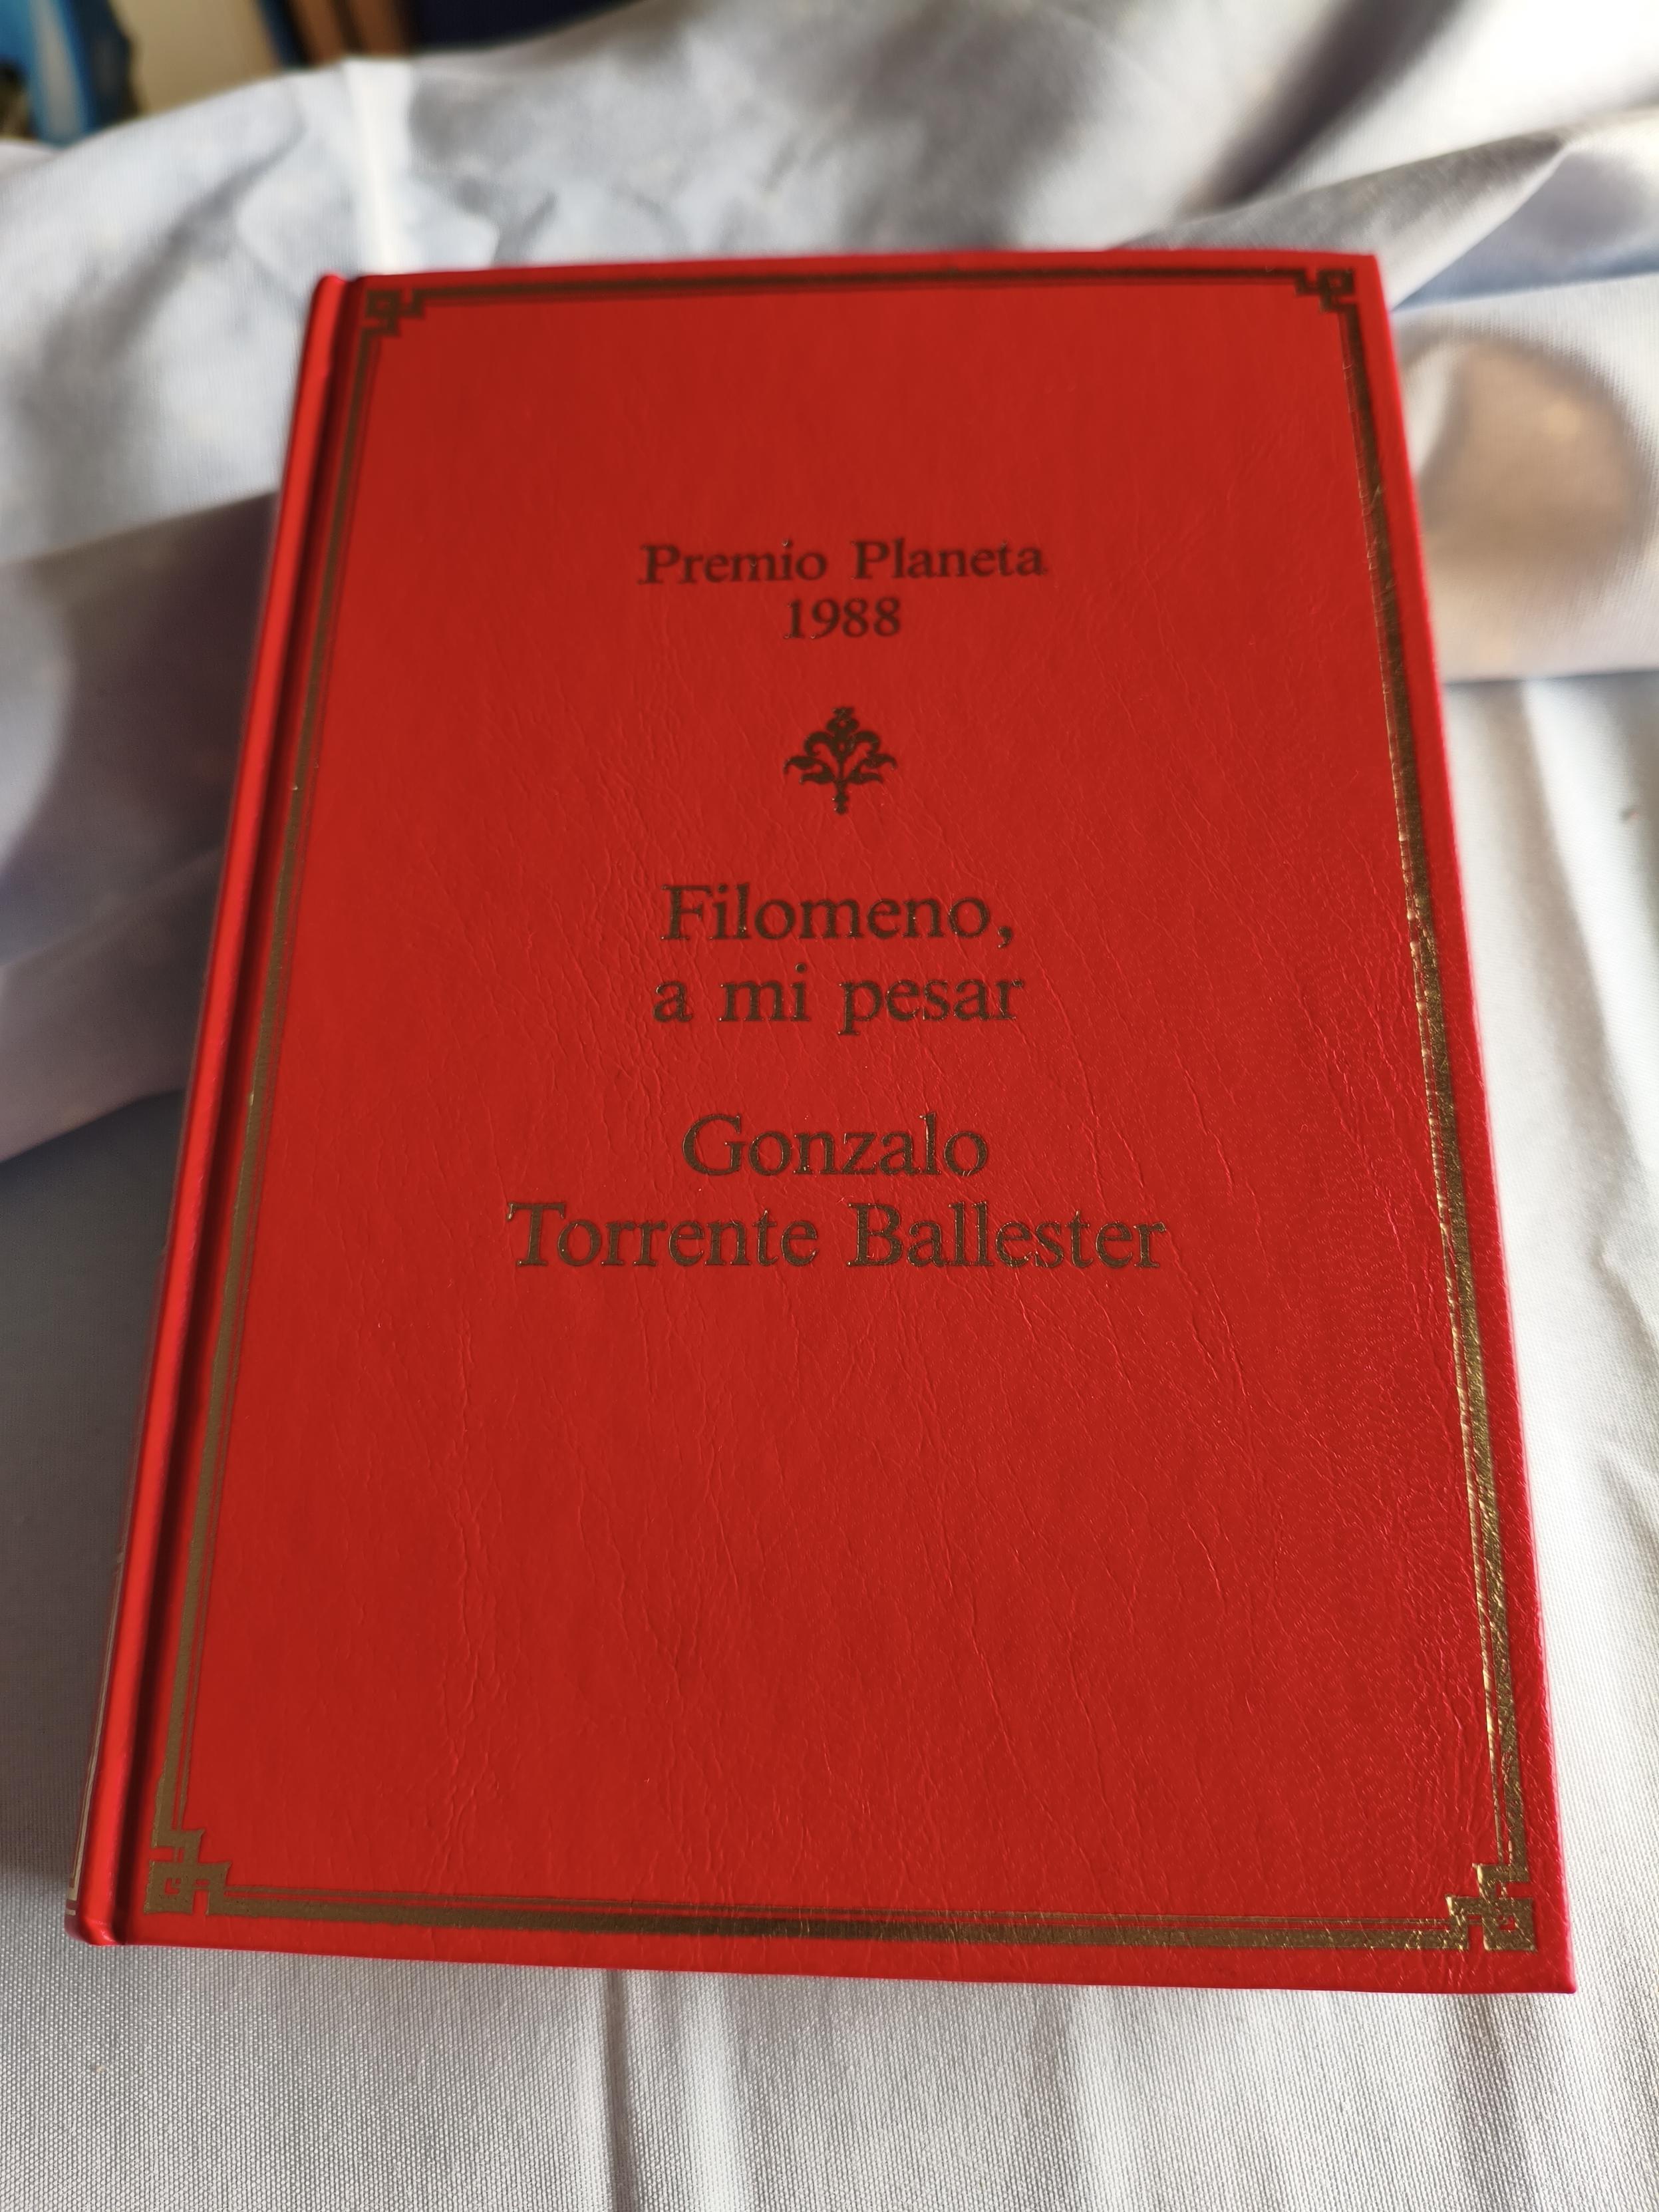 Premio Planeta
1988
Filomeno,
a mi pesar
Gonzalo
Torrente Ballester